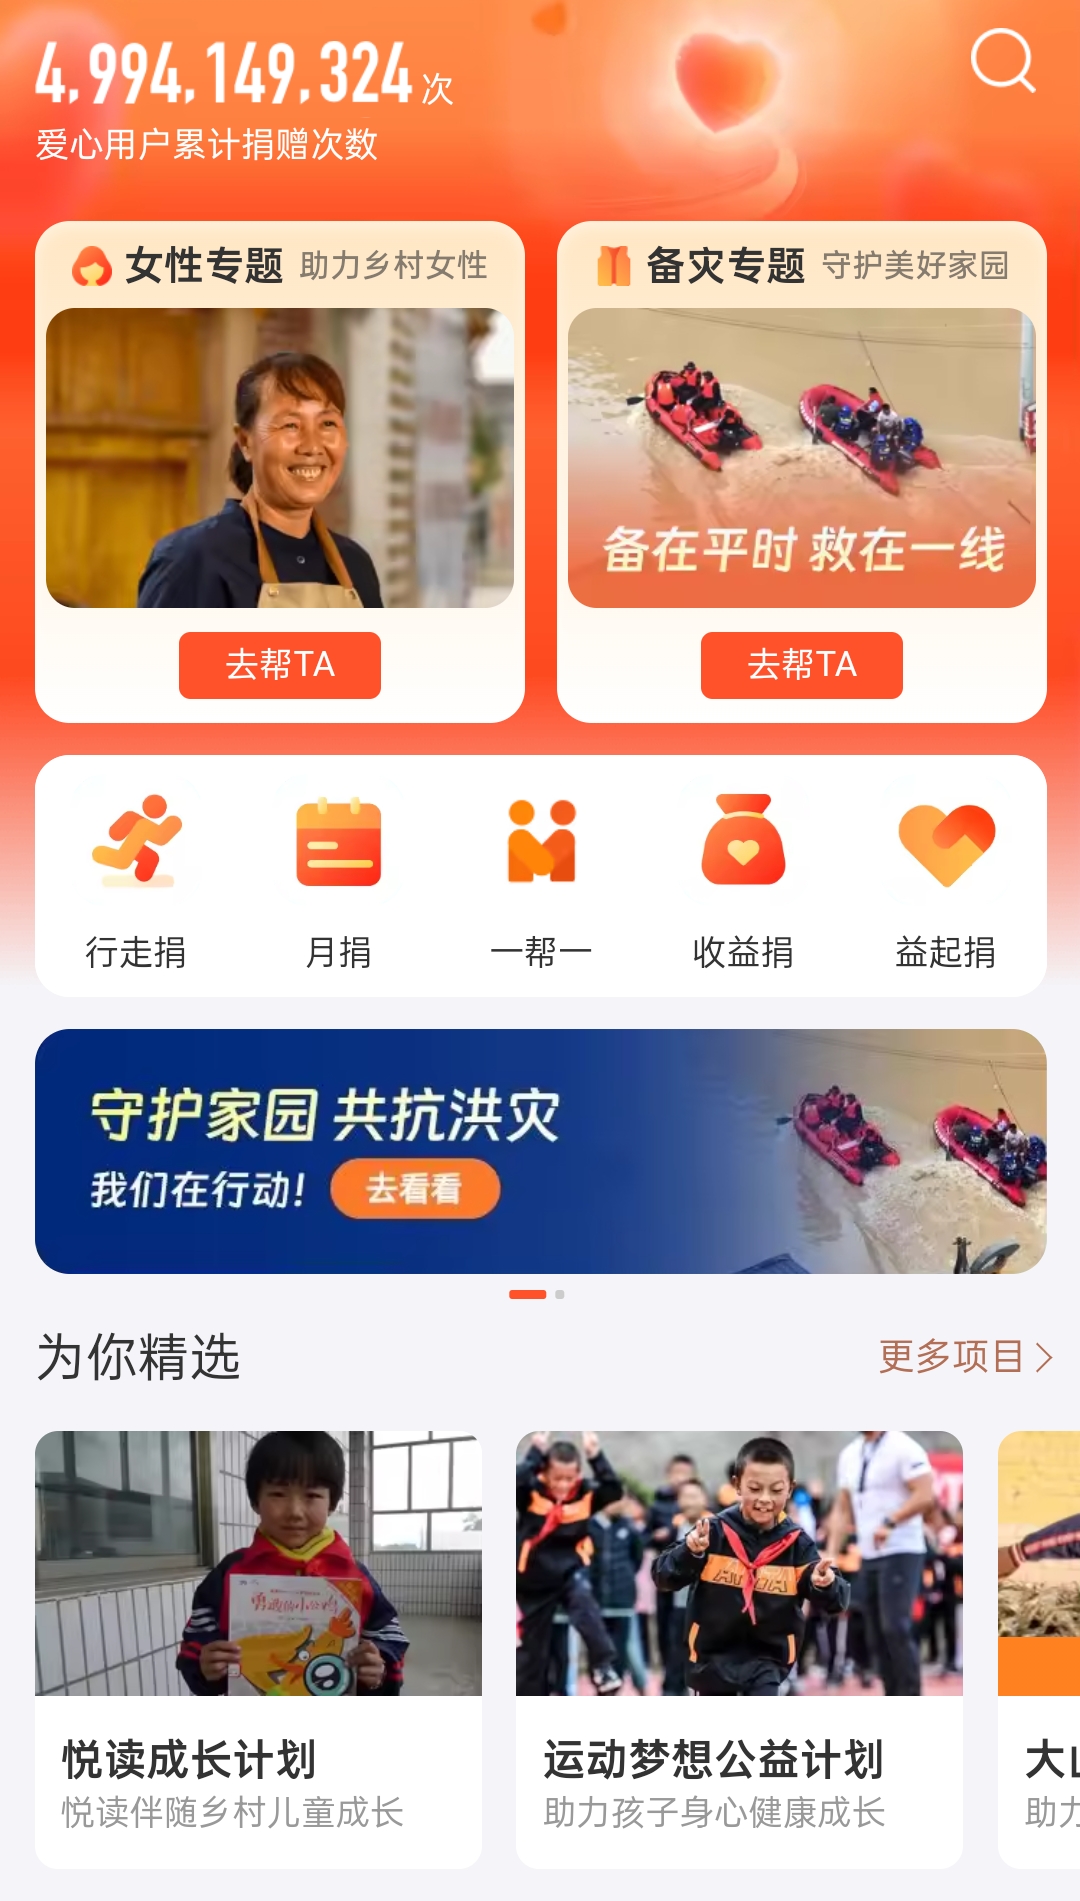 4,994,149,324 次
爱心用户累计捐赠次数
女性专题 助力乡村女性
备灾专题 守护美好家园
备在平时 救在一线
去帮TA
去帮TA
行走捐
月捐
一帮一
收益捐
益起捐
守护家园 共抗洪灾
我们在行动!
去看看
为你精选
更多项目
勇敢的小公鸡
悦读成长计划
悦读伴随乡村儿童成长
运动梦想公益计划
助力孩子身心健康成长
大山
助力